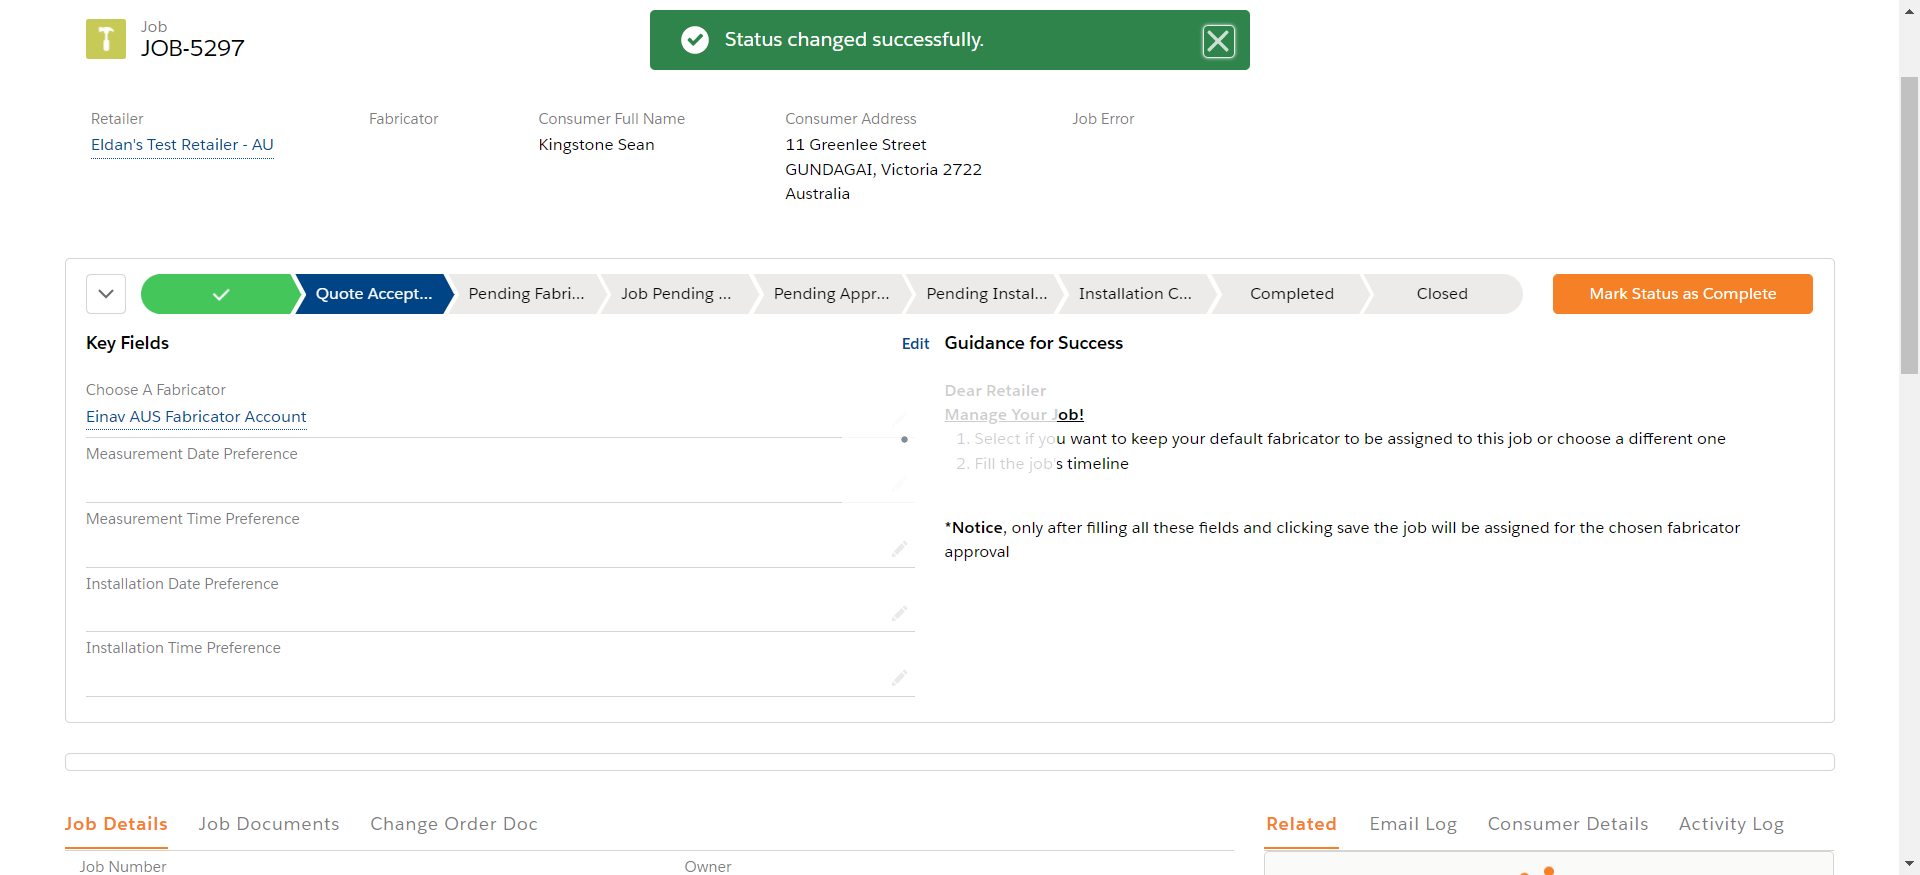 Job
JOB-5297
Status changed successfully.
Retailer
Fabricator
Consumer Full Name
Consumer Address
Job Error
Eldan's Test Retailer - AU
Kingstone Sean
11 Greenlee Street
GUNDAGAI, Victoria 2722
Australia
Quote Accept...
Pending Fabri...
Job Pending ...
Pending Appr...
Pending Instal...
Installation C...
Completed
Closed
Mark Status as Complete
Key Fields
Edit
Choose A Fabricator
Einav AUS Fabricator Account
Measurement Date Preference
Measurement Time Preference
Installation Date Preference
Installation Time Preference
Guidance for Success
Dear Retailer
Manage Your Job!
1. Select if you want to keep your default fabricator to be assigned to this job or choose a different one
2. Fill the job's timeline
*Notice, only after filling all these fields and clicking save the job will be assigned for the chosen fabricator
approval
Job Details
Job Documents
Change Order Doc
Job Number
Owner
Related
Email Log
Consumer Details
Activity Log